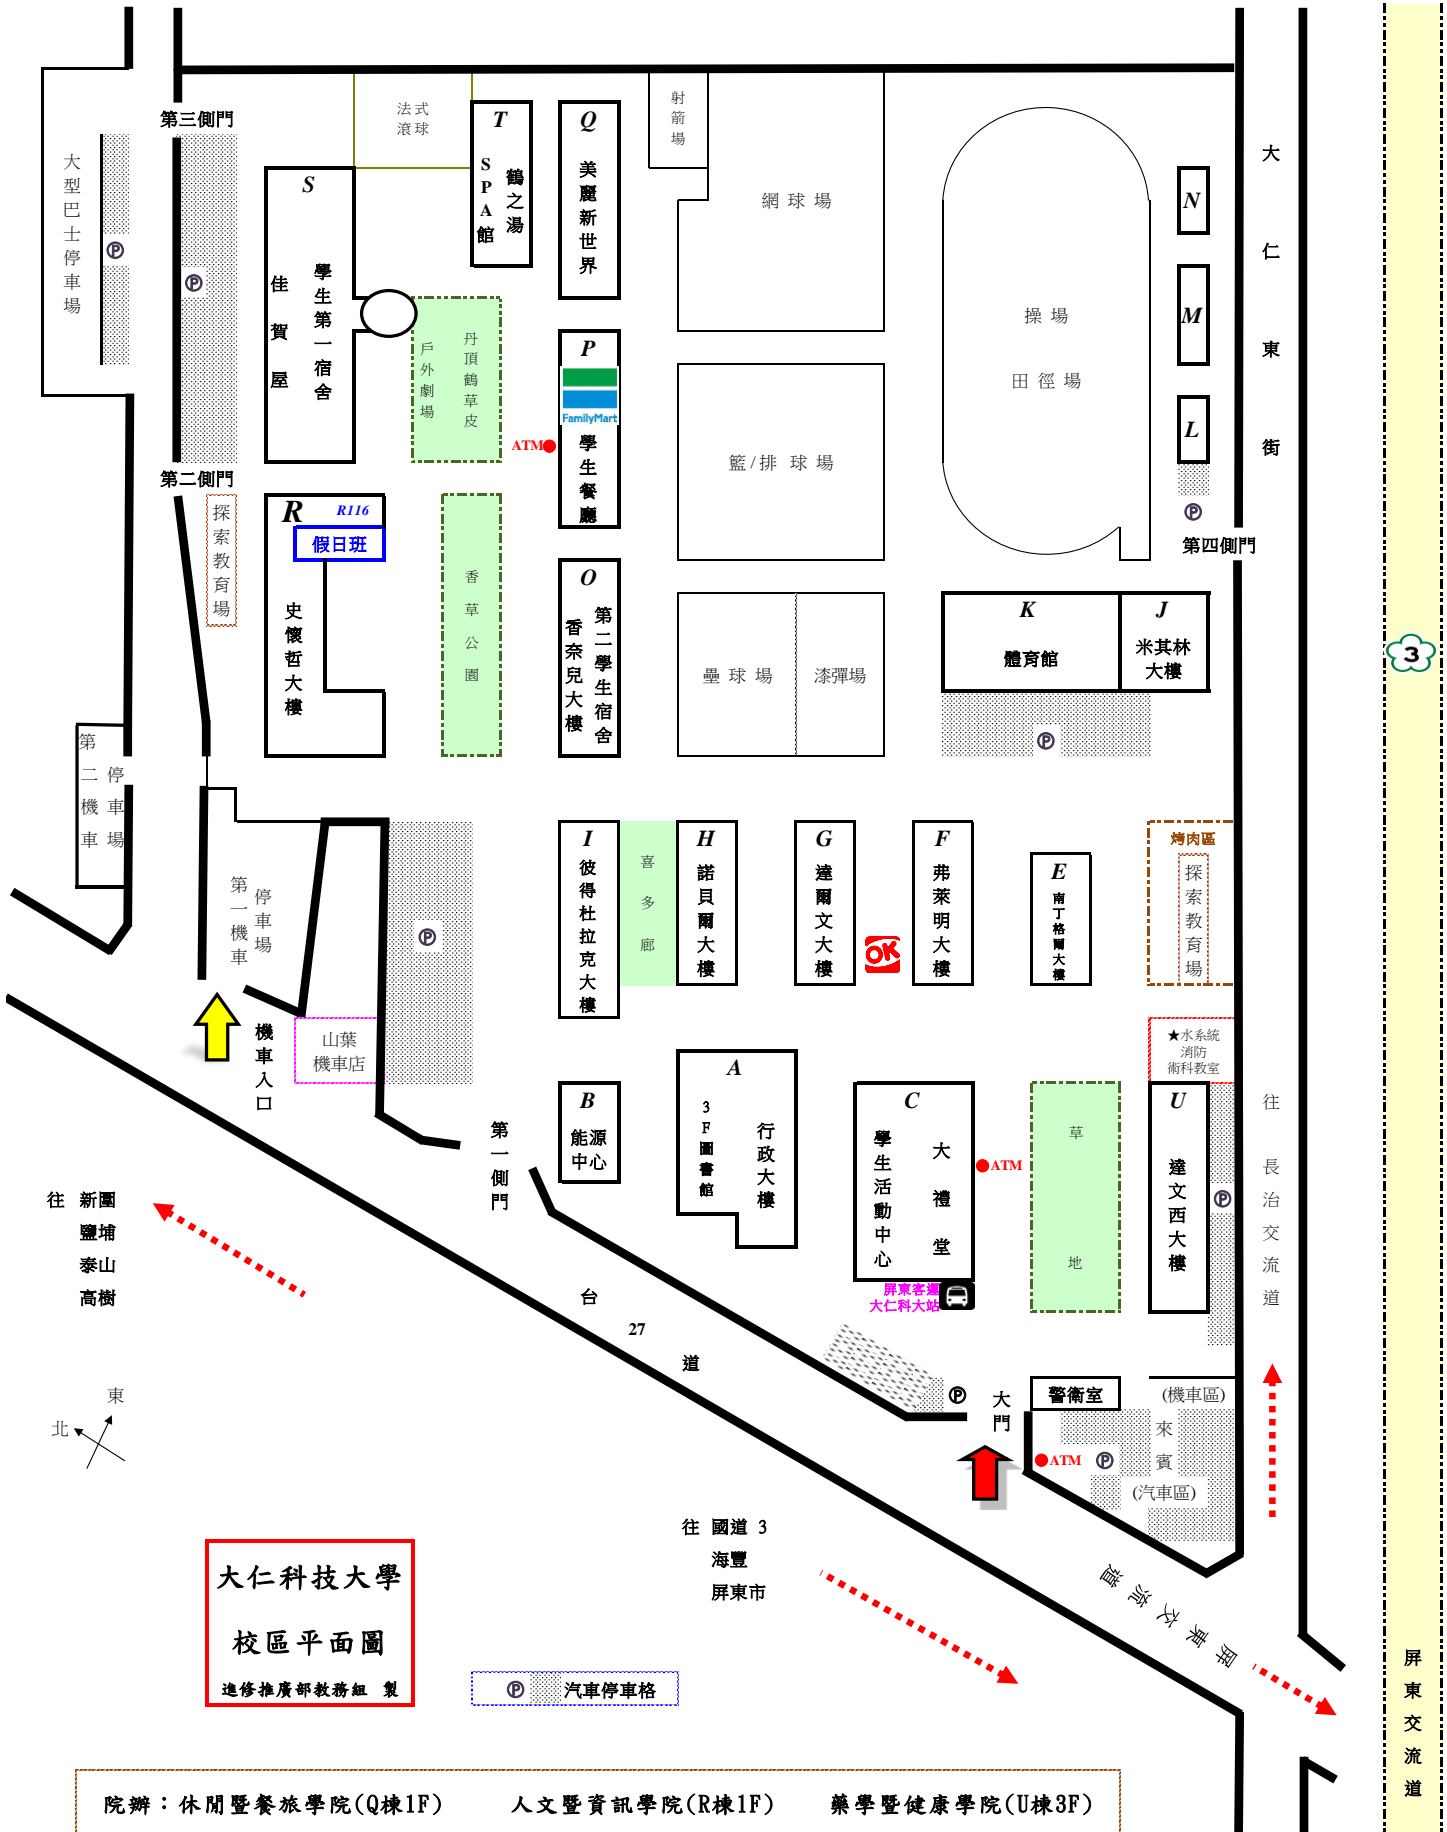 第三側門
大型巴士停車場
Ⓟ
Ⓟ
法式
滾球
T
SPA館
鶴之湯
Q
美麗新世界
射箭場
網球場
操場
田徑場
N
M
L
Ⓟ
第四側門
大仁東街
S
佳賀屋
學生第一宿舍
戶外劇場
丹頂鶴草皮
P
FamilyMart
學生餐廳
ATM
籃/排 球場
第二側門
探索教育場
R
R116
假日班
史懷哲大樓
香草公園
O
香奈兒大樓
第二學生宿舍
壘球場
漆彈場
K
體育館
J
米其林
大樓
Ⓟ
3
第二機車
停車場
第一機車
停車場
Ⓟ
I
彼得杜拉克大樓
喜多廊
H
諾貝爾大樓
G
達爾文大樓
OK
F
弗萊明大樓
E
南丁格爾大樓
烤肉區
探索教育場
機車入口
山葉
機車店
★水系統
消防
術科教室
第一側門
B
能源
中心
A
3F圖書館
行政大樓
C
學生活動中心
大禮堂
ATM
屏東客運
大仁科大站
草地
U
達文西大樓
Ⓟ
往長治交流道
往 新圍
鹽埔
泰山
高樹
台27道
東
北
Ⓟ
大門
警衛室
ATM
Ⓟ
(機車區)
來賓
(汽車區)
往 國道 3
海豐
屏東市
屏東交流道
屏東交流道
大仁科技大學
校區平面圖
進修推廣部教務組 製
Ⓟ 汽車停車格
院辦：休閒暨餐旅學院(Q棟1F) 人文暨資訊學院(R棟1F) 藥學暨健康學院(U棟3F)